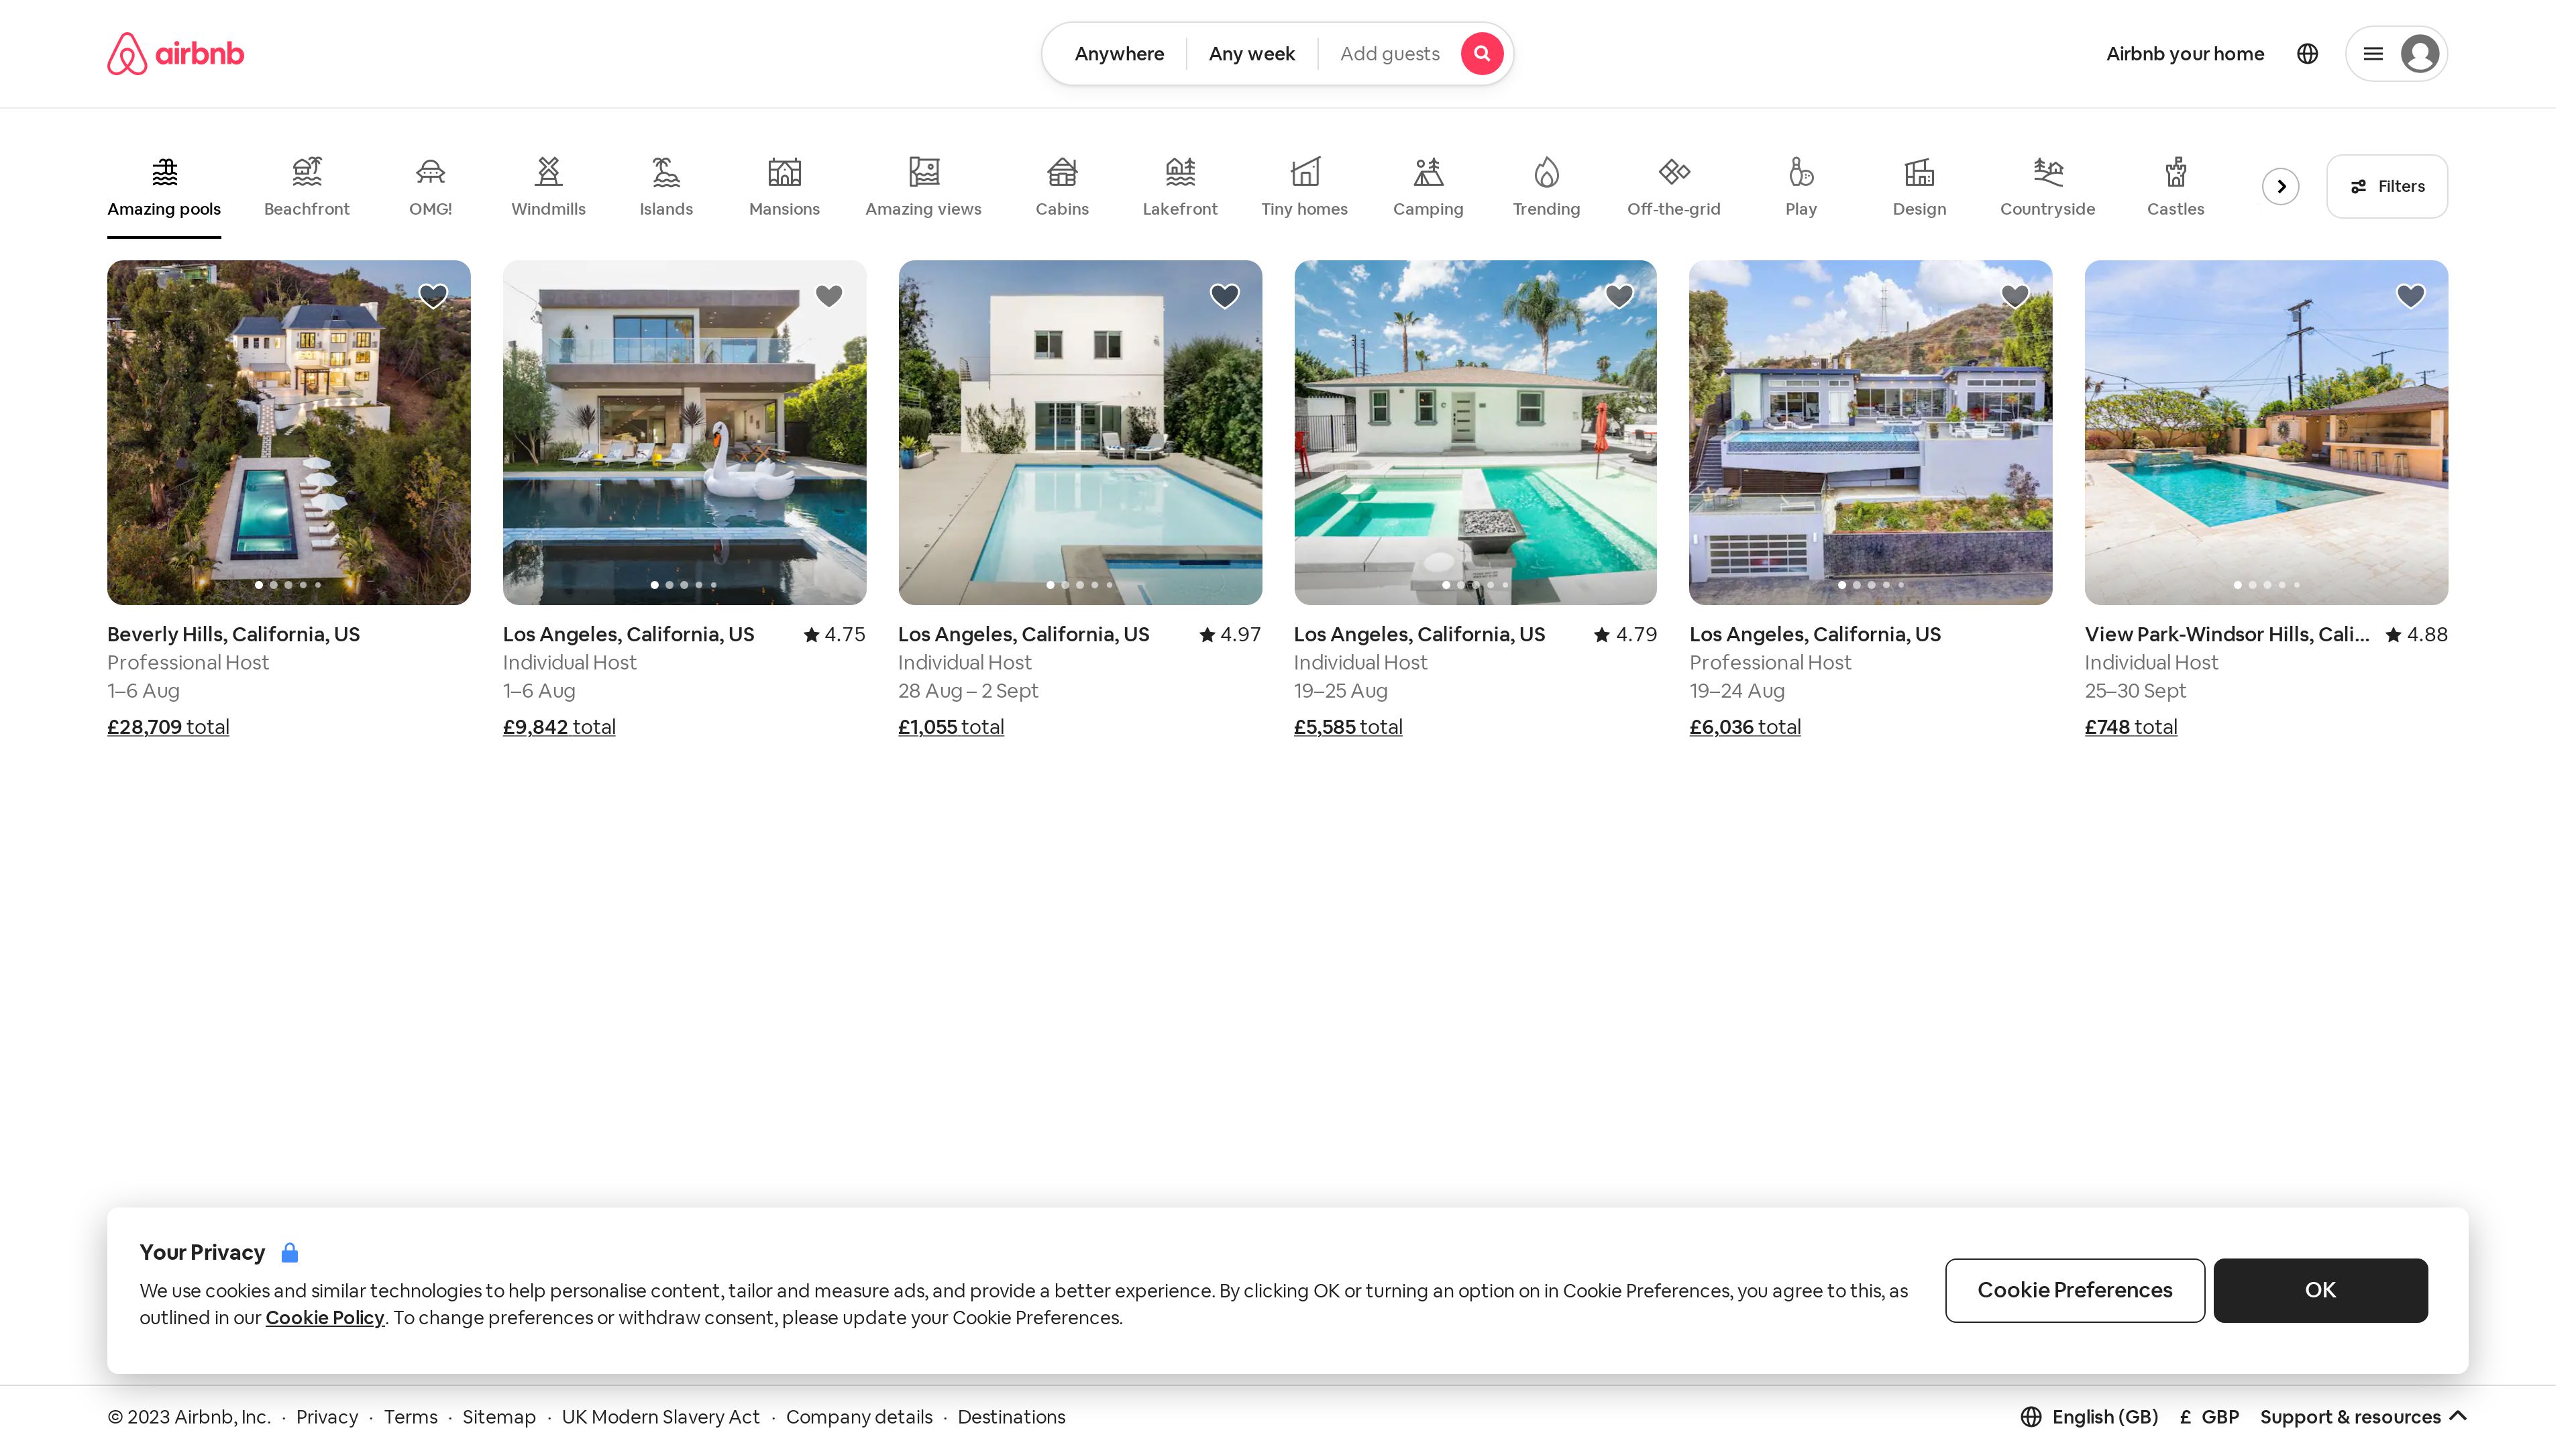 airbnb
Anywhere Any week Add guests
Airbnb your home
Amazing pools Beachfront OMG! Windmills Islands Mansions Amazing views Cabins Lakefront Tiny homes Camping Trending Off-the-grid Play Design Countryside Castles Filters
Beverly Hills, California, US
Professional Host
1–6 Aug
£28,709 total
Los Angeles, California, US 4.75
Individual Host
1–6 Aug
£9,842 total
Los Angeles, California, US 4.97
Individual Host
28 Aug – 2 Sept
£1,055 total
Los Angeles, California, US 4.79
Individual Host
19–25 Aug
£5,585 total
Los Angeles, California, US
Professional Host
19–24 Aug
£6,036 total
View Park-Windsor Hills, Cali... 4.88
Individual Host
25–30 Sept
£748 total
Your Privacy
We use cookies and similar technologies to help personalise content, tailor and measure ads, and provide a better experience. By clicking OK or turning an option on in Cookie Preferences, you agree to this, as
outlined in our Cookie Policy. To change preferences or withdraw consent, please update your Cookie Preferences.
Cookie Preferences OK
© 2023 Airbnb, Inc. · Privacy · Terms · Sitemap · UK Modern Slavery Act · Company details · Destinations
English (GB) £ GBP Support & resources